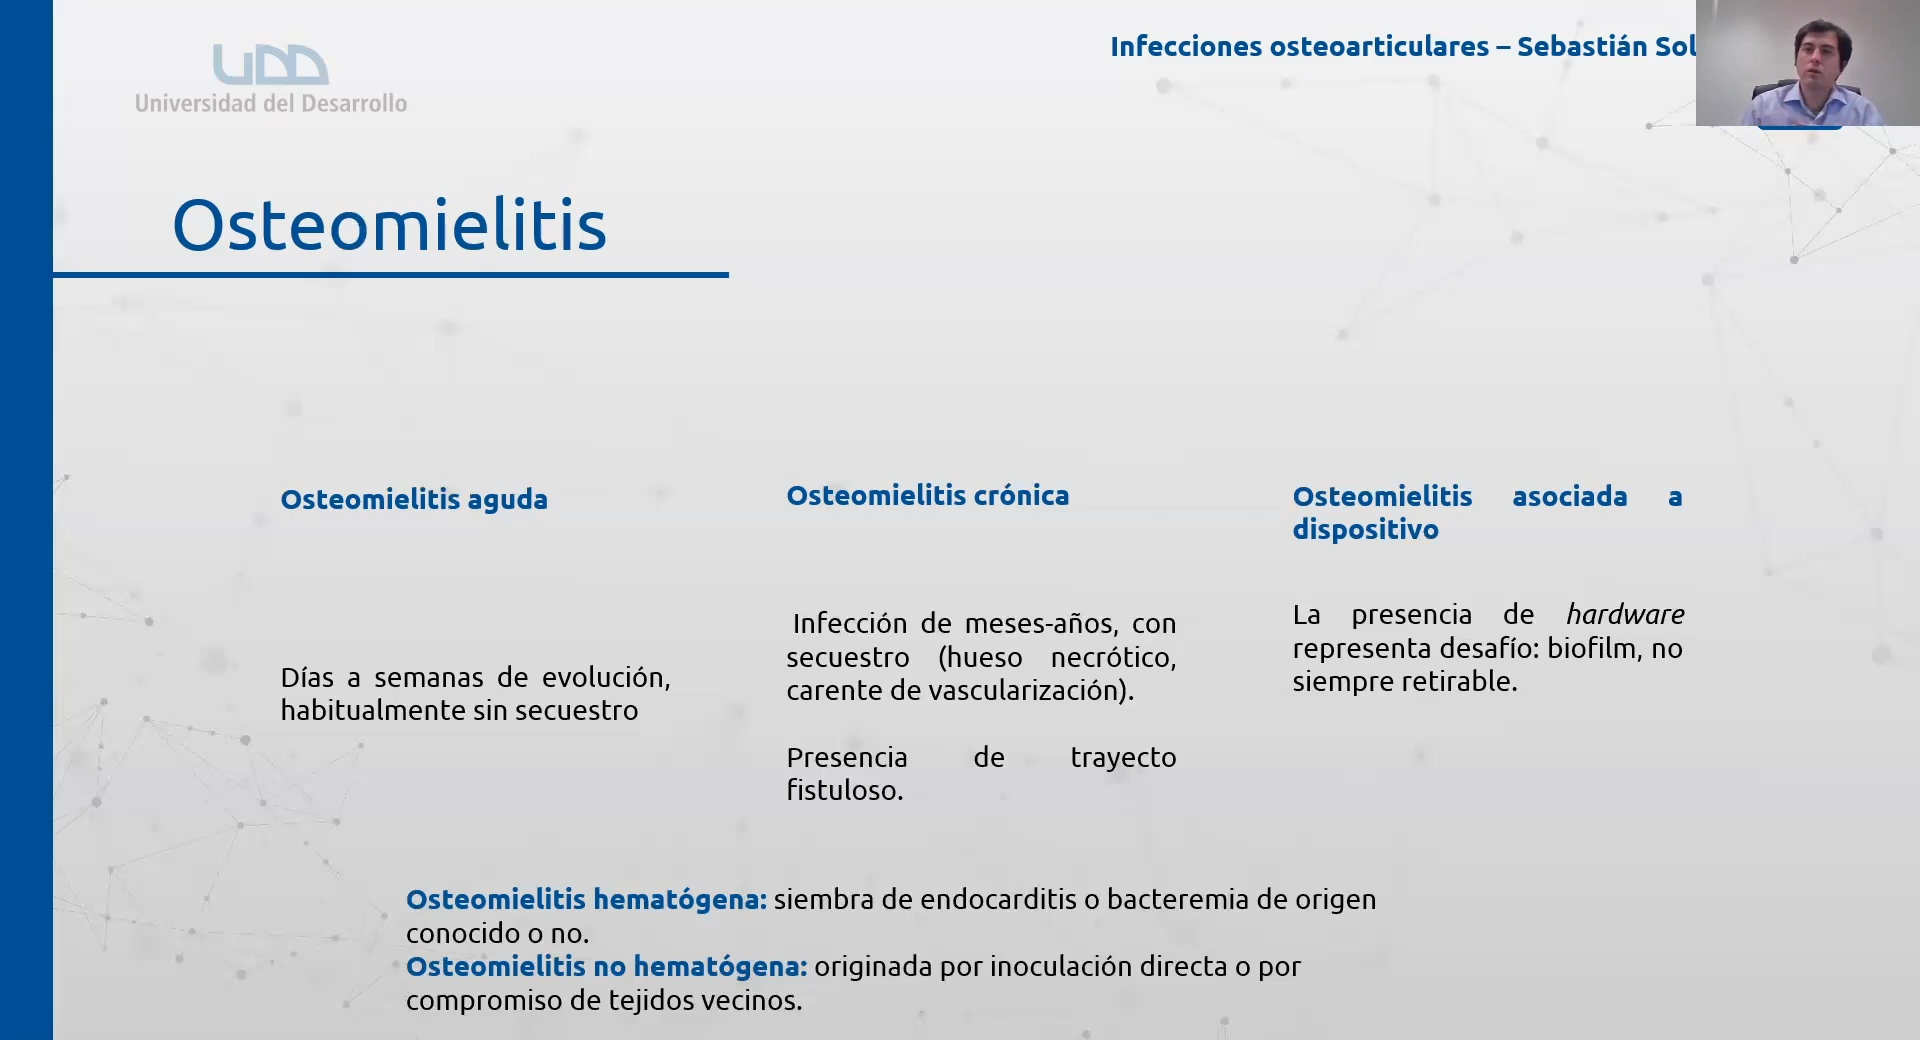 Infecciones osteoarticulares – Sebastián Sol
UDD
Universidad del Desarrollo
Osteomielitis
Osteomielitis aguda
Días a semanas de evolución,
habitualmente sin secuestro
Osteomielitis crónica
Infección de meses-años, con
secuestro (hueso necrótico,
carente de vascularización).
Presencia de trayecto
fistuloso.
Osteomielitis asociada a
dispositivo
La presencia de hardware
representa desafío: biofilm, no
siempre retirable.
Osteomielitis hematógena: siembra de endocarditis o bacteremia de origen
conocido o no.
Osteomielitis no hematógena: originada por inoculación directa o por
compromiso de tejidos vecinos.